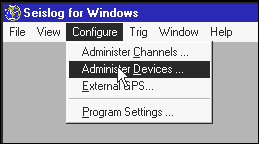 Seislog for Windows
File View Configure Trig Window Help
Administer Channels ...
Administer Devices ...
External GPS...
Program Settings ...